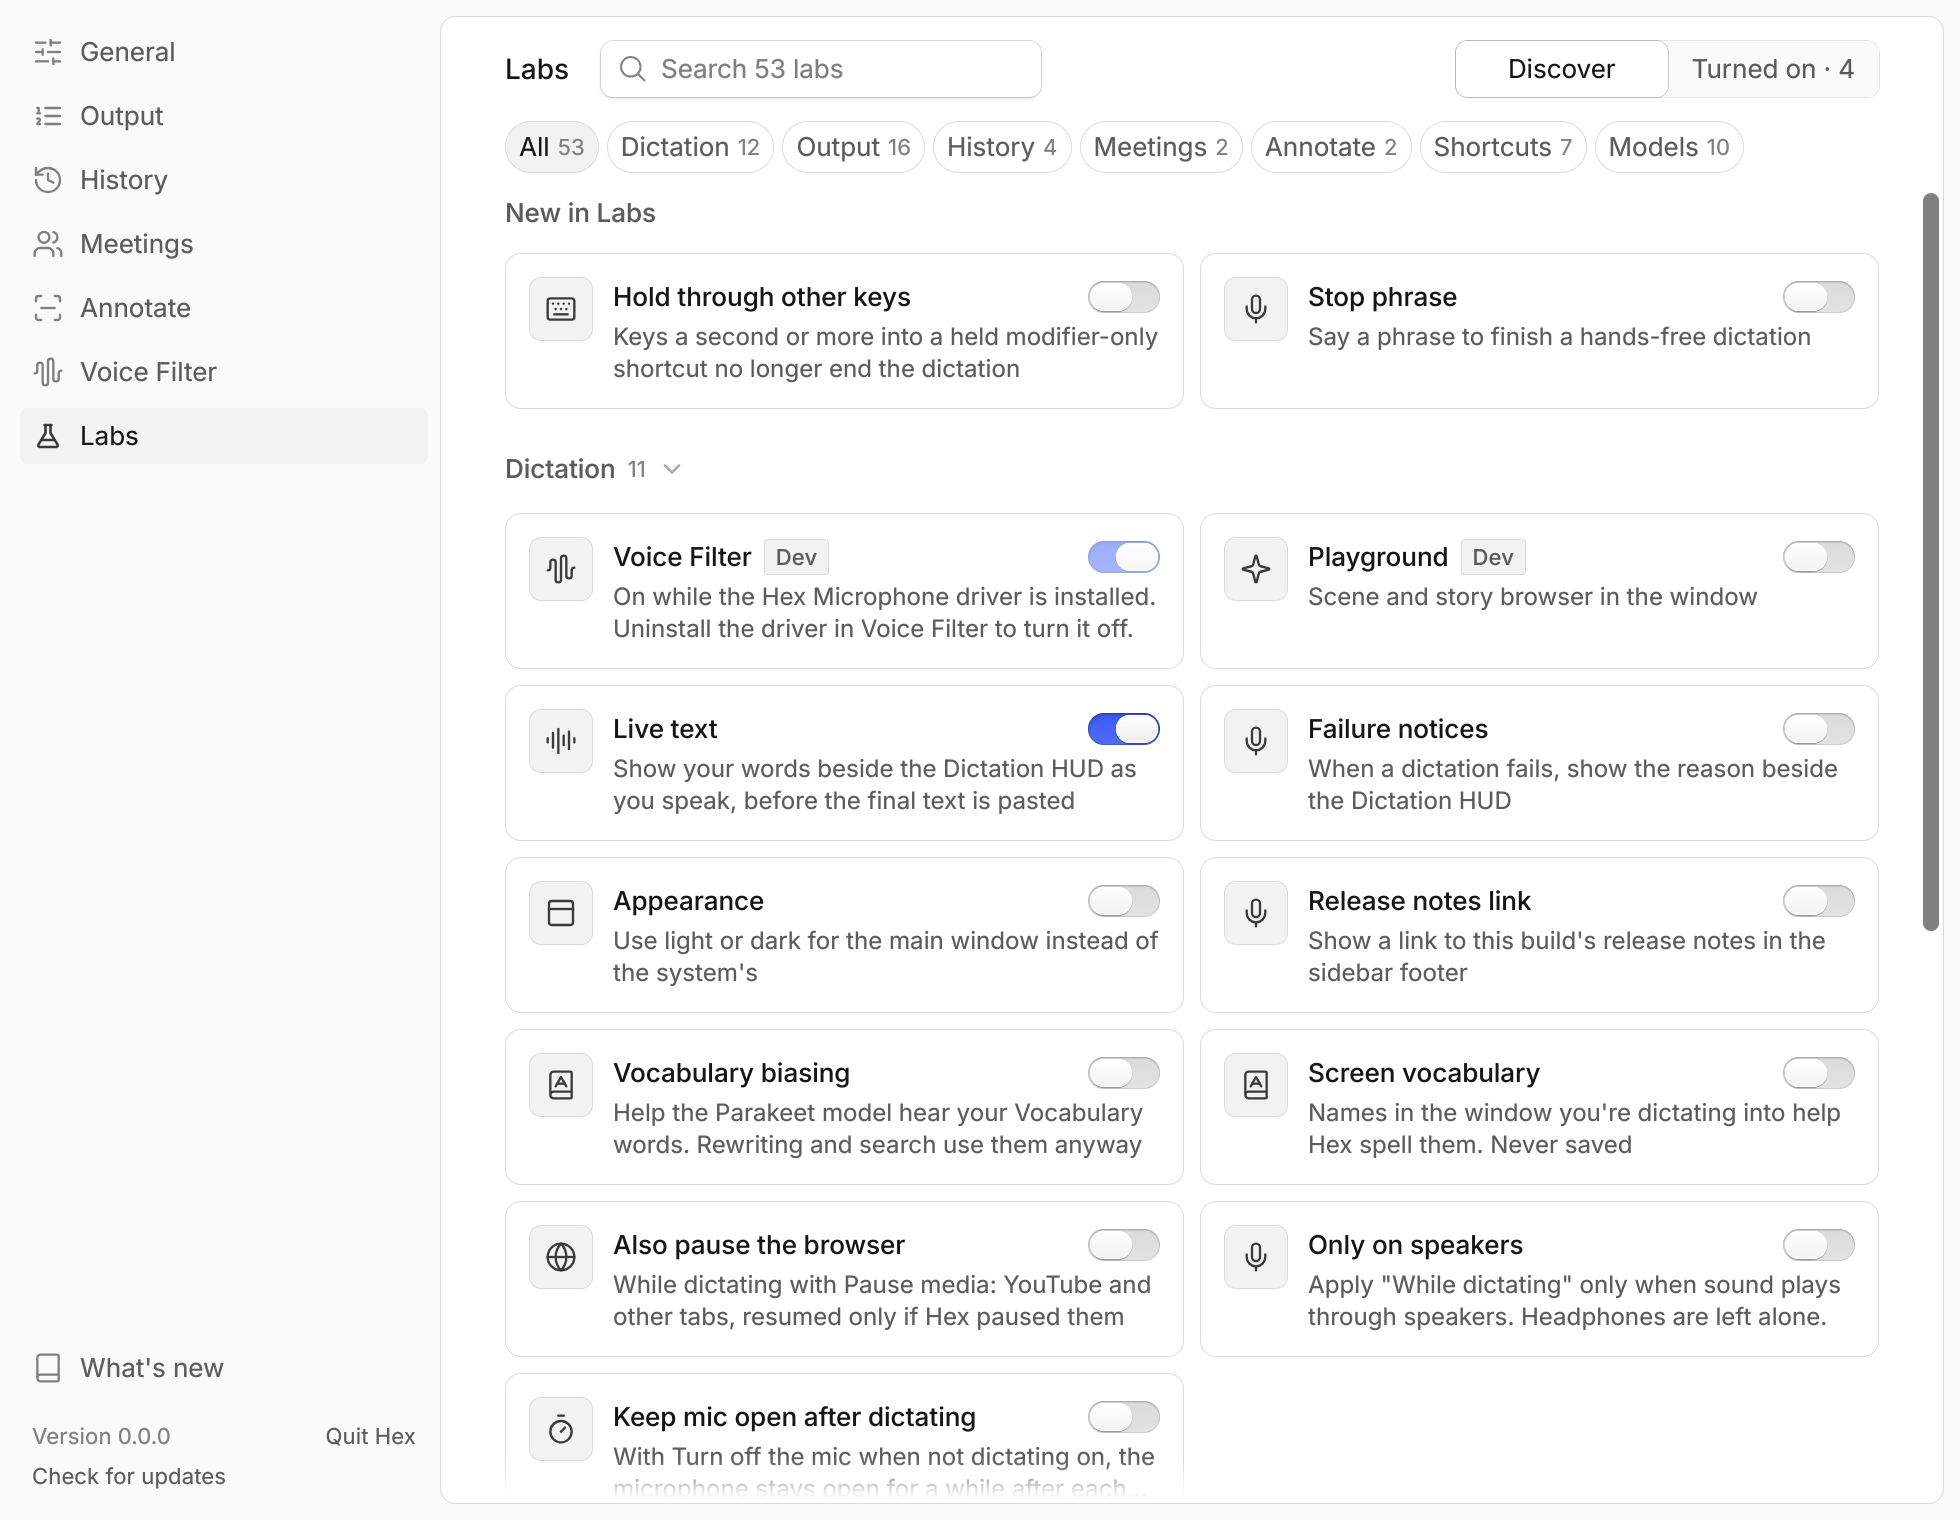 General
Output
History
Meetings
Annotate
Voice Filter
Labs
What's new
Version 0.0.0
Quit Hex
Check for updates
Labs
Search 53 labs
Discover
Turned on · 4
All 53
Dictation 12
Output 16
History 4
Meetings 2
Annotate 2
Shortcuts 7
Models 10
New in Labs
Hold through other keys
Keys a second or more into a held modifier-only
shortcut no longer end the dictation
Stop phrase
Say a phrase to finish a hands-free dictation
Dictation 11
Voice Filter Dev
On while the Hex Microphone driver is installed.
Uninstall the driver in Voice Filter to turn it off.
Playground Dev
Scene and story browser in the window
Live text
Show your words beside the Dictation HUD as
you speak, before the final text is pasted
Failure notices
When a dictation fails, show the reason beside
the Dictation HUD
Appearance
Use light or dark for the main window instead of
the system's
Release notes link
Show a link to this build's release notes in the
sidebar footer
Vocabulary biasing
Help the Parakeet model hear your Vocabulary
words. Rewriting and search use them anyway
Screen vocabulary
Names in the window you're dictating into help
Hex spell them. Never saved
Also pause the browser
While dictating with Pause media: YouTube and
other tabs, resumed only if Hex paused them
Only on speakers
Apply "While dictating" only when sound plays
through speakers. Headphones are left alone.
Keep mic open after dictating
With Turn off the mic when not dictating on, the
microphone stays open for a while after each...